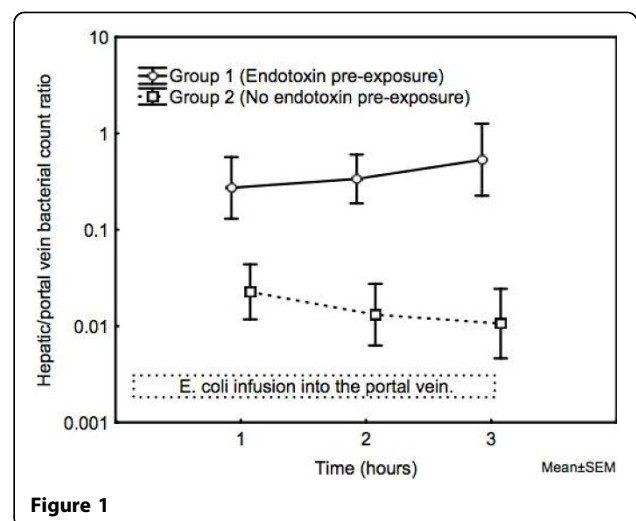 10
1
0.1
0.01
0.001
Hepatic/portal vein bacterial count ratio
Group 1 (Endotoxin pre-exposure)
Group 2 (No endotoxin pre-exposure)
E. coli infusion into the portal vein.
1 2 3
Time (hours)
Mean±SEM
Figure 1